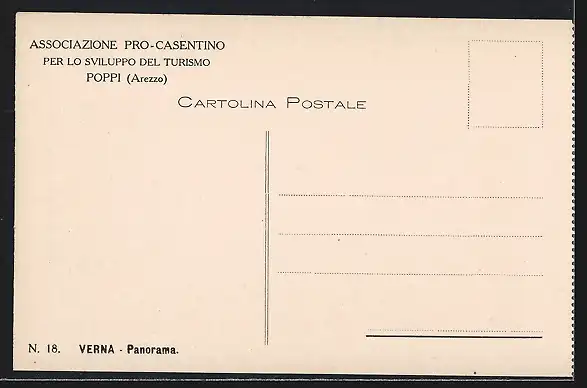 ASSOCIAZIONE PRO-CASENTINO
PER LO SVILUPPO DEL TURISMO
POPPI (Arezzo)
CARTOLINA POSTALE
N. 18. VERNA - Panorama.